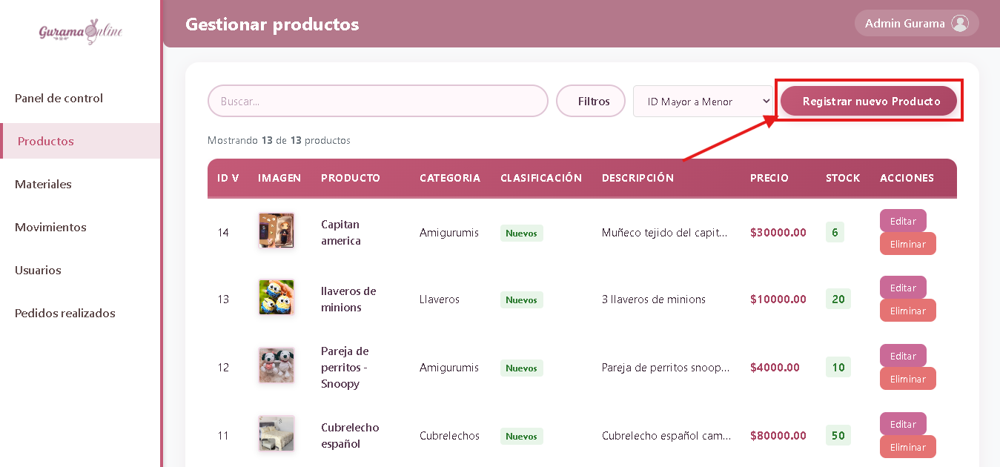 Gurama Online
Gestionar productos
Admin Gurama
Panel de control
Productos
Materiales
Movimientos
Usuarios
Pedidos realizados
Buscar...
Filtros
ID Mayor a Menor
Registrar nuevo Producto
Mostrando 13 de 13 productos
ID V IMAGEN PRODUCTO CATEGORIA CLASIFICACIÓN DESCRIPCIÓN PRECIO STOCK ACCIONES
14 Capitan america Amigurumis Nuevos Muñeco tejido del capit... $30000.00 6 Editar Eliminar
13 llaveros de minions Llaveros Nuevos 3 llaveros de minions $10000.00 20 Editar Eliminar
12 Pareja de perritos - Snoopy Amigurumis Nuevos Pareja de perritos snoop... $4000.00 10 Editar Eliminar
11 Cubrelecho español Cubrelechos Nuevos Cubrelecho español cam... $80000.00 50 Editar Eliminar